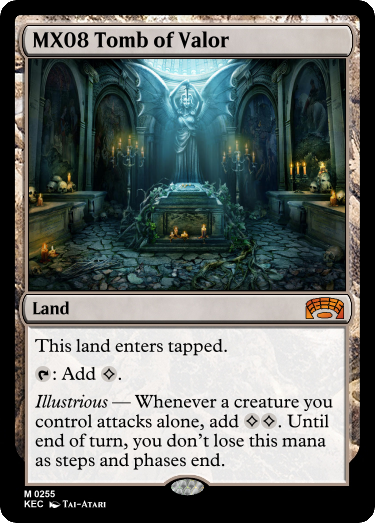 MX08 Tomb of Valor
Land
This land enters tapped.
: Add .
Illustrious — Whenever a creature you
control attacks alone, add . Until
end of turn, you don't lose this mana
as steps and phases end.
M 0255
KEC Tai-Atari